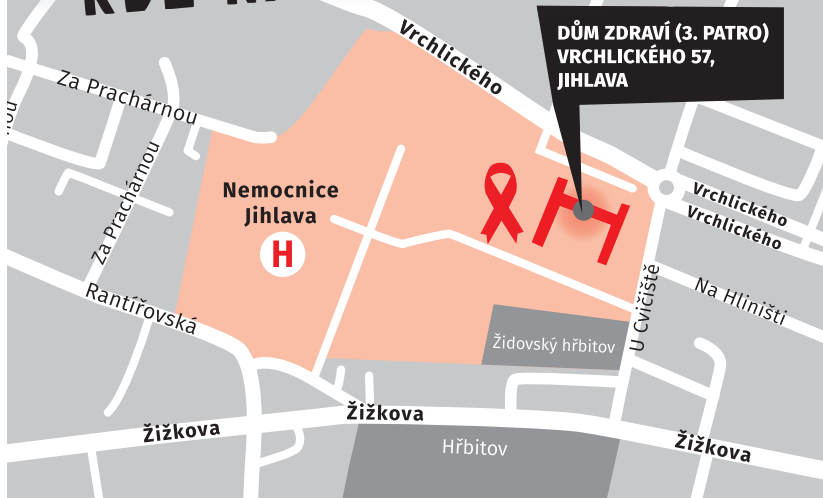 DŮM ZDRAVÍ (3. PATRO)
VRCHLICKÉHO 57,
JIHLAVA
Vrchlického
Za Prachárnou
Za Prachárnou
Nemocnice
Jihlava
H
Vrchlického
Vrchlického
Na Hliništi
U Cvičiště
Rantířovská
Židovský hřbitov
Žižkova
Žižkova
Žižkova
Hřbitov